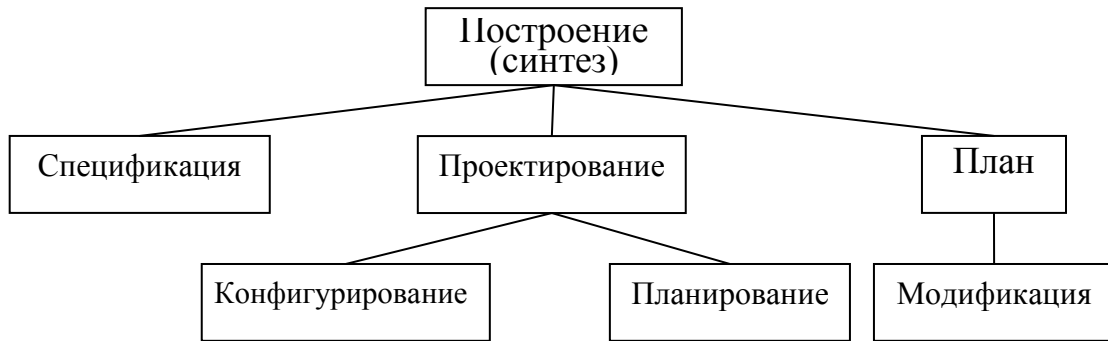 Построение
(синтез)
Спецификация
Проектирование
План
Конфигурирование
Планирование
Модификация